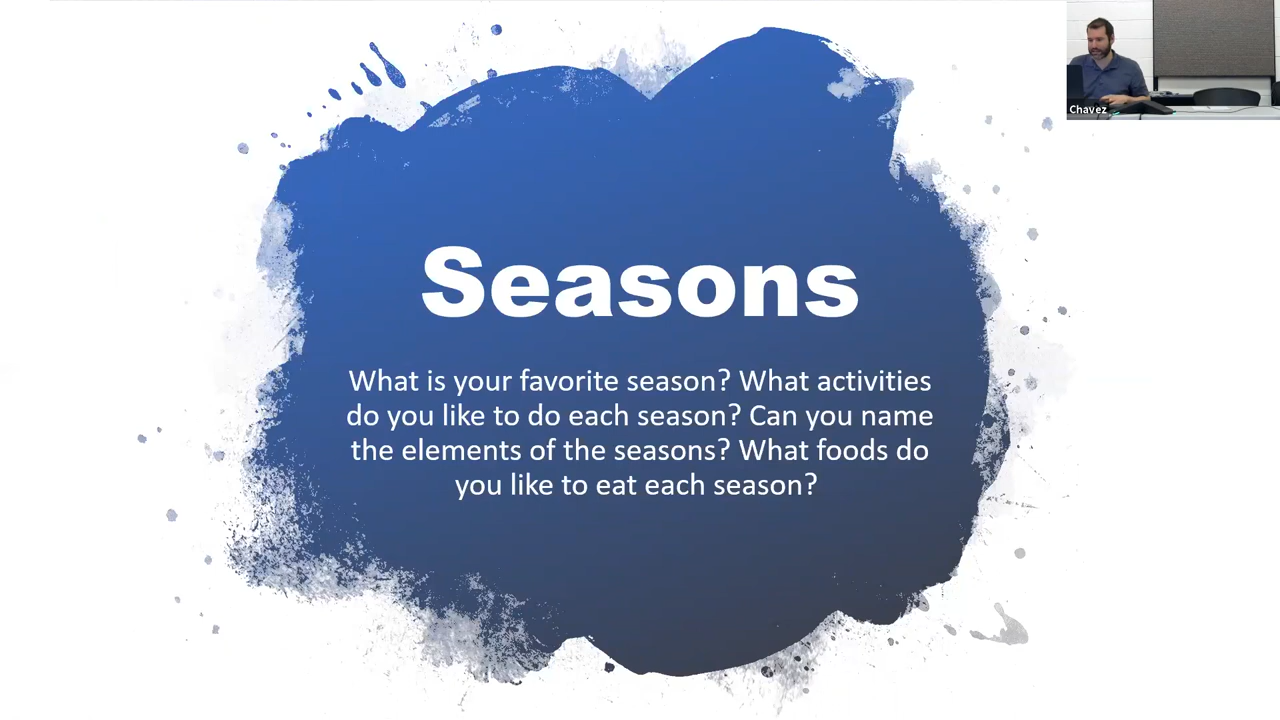 Seasons
What is your favorite season? What activities
do you like to do each season? Can you name
the elements of the seasons? What foods do
you like to eat each season?
Chavez